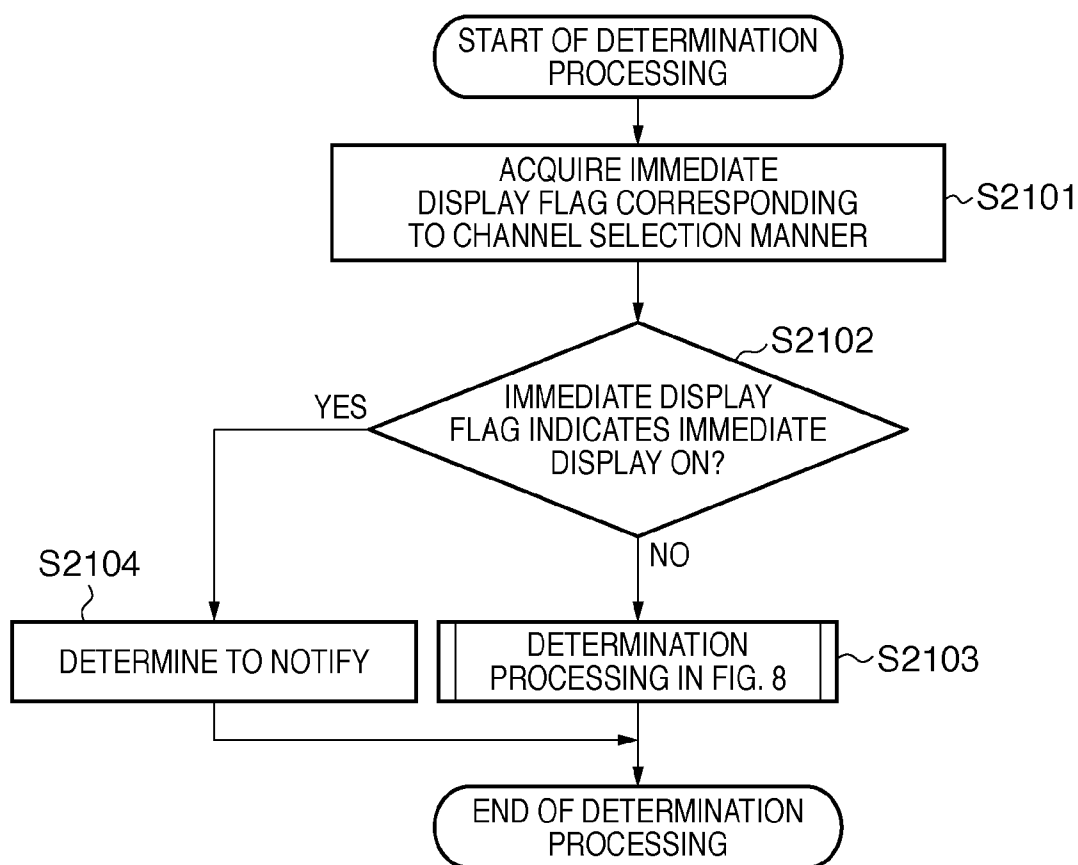 START OF DETERMINATION
PROCESSING
ACQUIRE IMMEDIATE
DISPLAY FLAG CORRESPONDING
TO CHANNEL SELECTION MANNER
S2101
S2102
IMMEDIATE DISPLAY
FLAG INDICATES IMMEDIATE
DISPLAY ON?
YES
NO
S2104
DETERMINE TO NOTIFY
DETERMINATION
PROCESSING IN FIG. 8
S2103
END OF DETERMINATION
PROCESSING